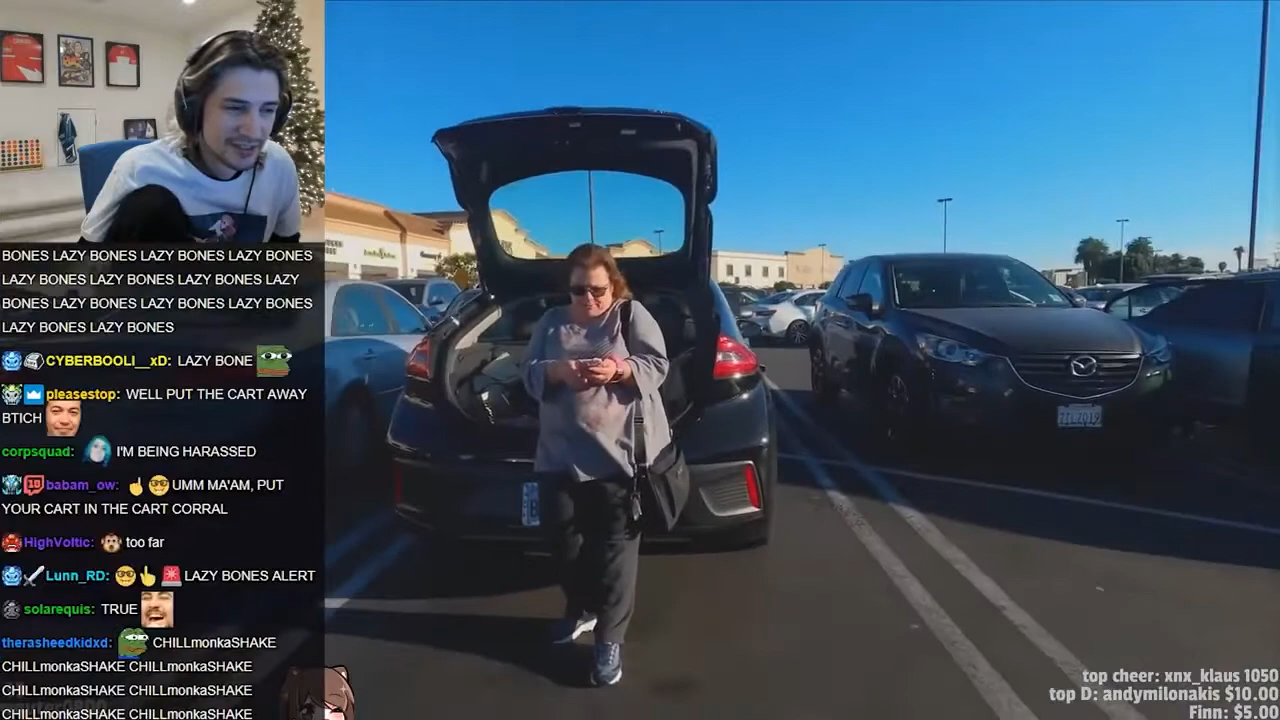 BONES LAZY BONES LAZY BONES LAZY BONES
LAZY BONES LAZY BONES LAZY BONES LAZY
BONES LAZY BONES LAZY BONES LAZY BONES
LAZY BONES LAZY BONES
CYBERBOOLI__xD: LAZY BONE
pleasestop: WELL PUT THE CART AWAY
BTICH
corpsquad: I'M BEING HARASSED
babam_ow: UMM MA'AM, PUT
YOUR CART IN THE CART CORRAL
HighVoltic: too far
Lunn_RD: LAZY BONES ALERT
solarequis: TRUE
therasheedkidxd: CHILLmonkaSHAKE
CHILLmonkaSHAKE CHILLmonkaSHAKE
CHILLmonkaSHAKE CHILLmonkaSHAKE
CHILLmonkaSHAKE CHILLmonkaSHAKE
top cheer: xnx_klaus 1050
top D: andymilonakis $10.00
Finn: $5.00